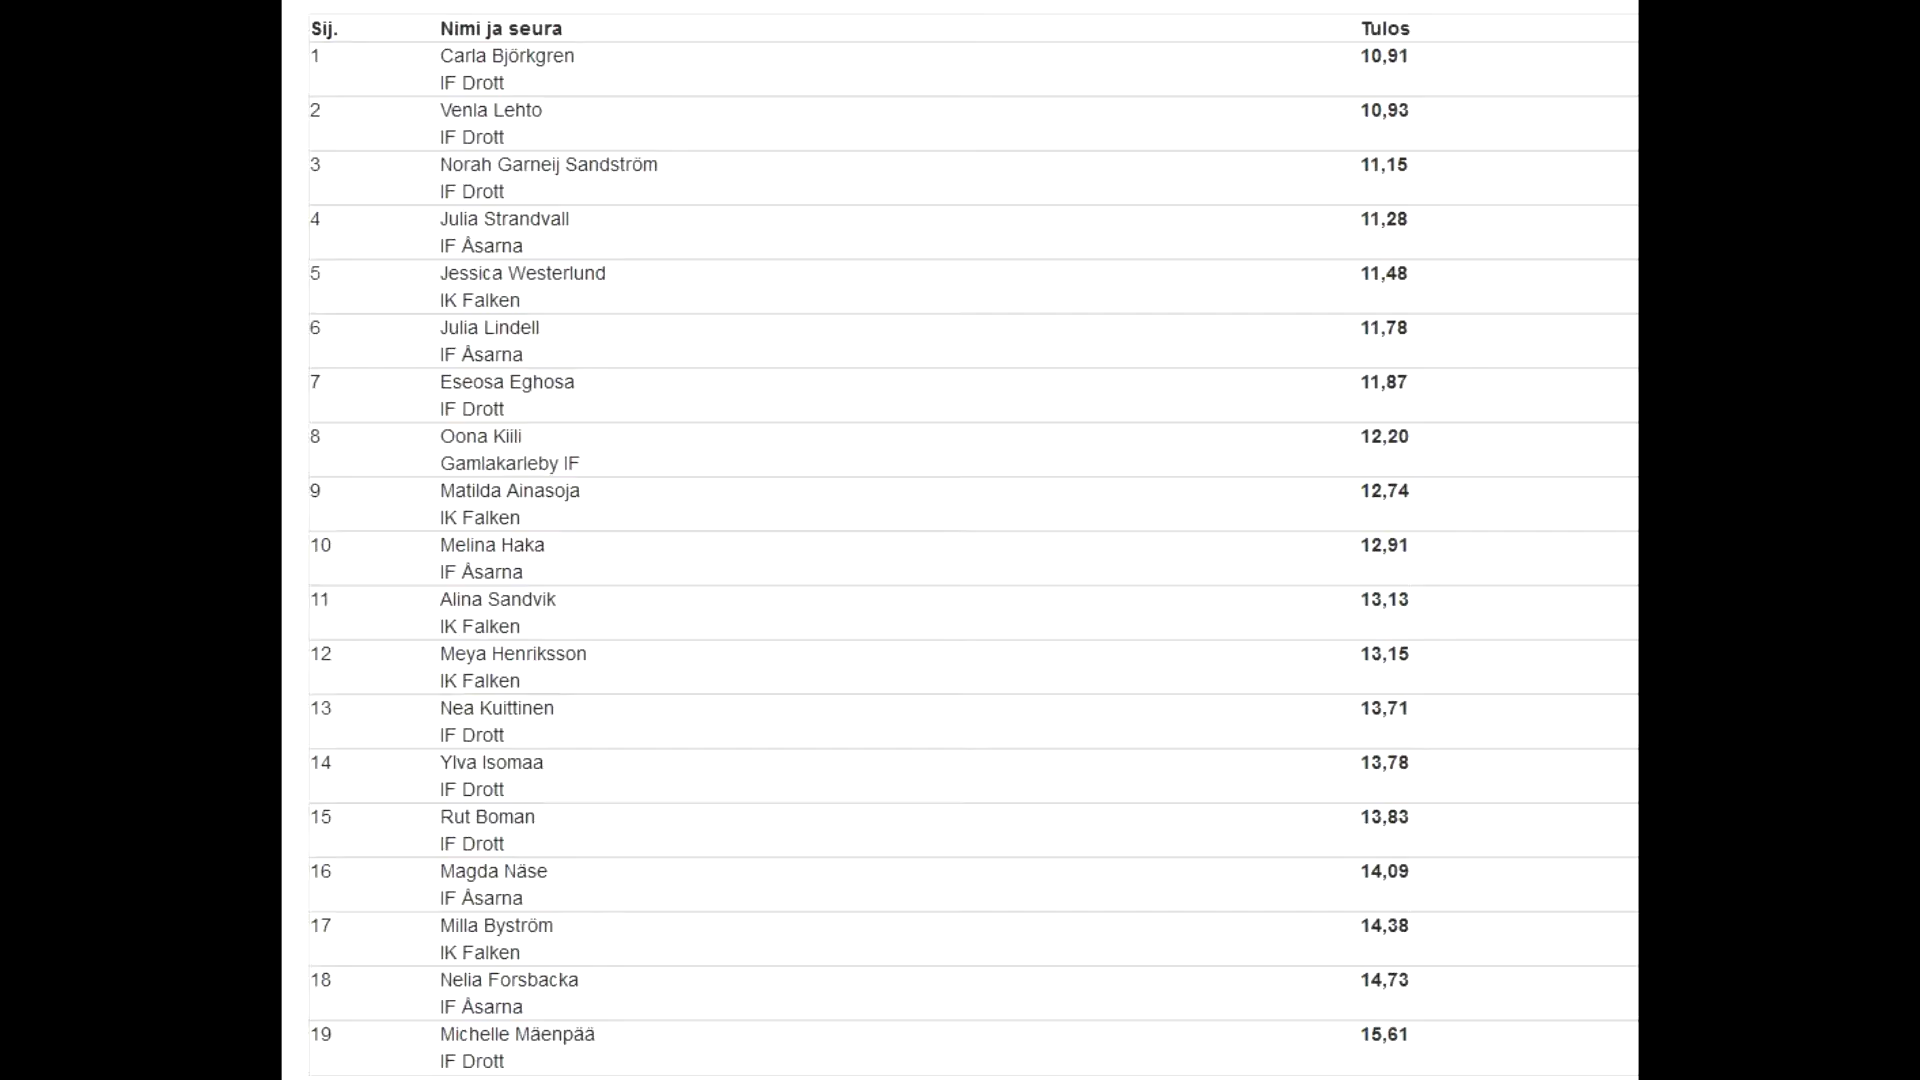 Sij. Nimi ja seura Tulos
1 Carla Björkgren 10,91
IF Drott
2 Venla Lehto 10,93
IF Drott
3 Norah Garneij Sandström 11,15
IF Drott
4 Julia Strandvall 11,28
IF Åsarna
5 Jessica Westerlund 11,48
IK Falken
6 Julia Lindell 11,78
IF Åsarna
7 Eseosa Eghosa 11,87
IF Drott
8 Oona Kiili 12,20
Gamlakarleby IF
9 Matilda Ainasoja 12,74
IK Falken
10 Melina Haka 12,91
IF Åsarna
11 Alina Sandvik 13,13
IK Falken
12 Meya Henriksson 13,15
IK Falken
13 Nea Kuittinen 13,71
IF Drott
14 Ylva Isomaa 13,78
IF Drott
15 Rut Boman 13,83
IF Drott
16 Magda Näse 14,09
IF Åsarna
17 Milla Byström 14,38
IK Falken
18 Nelia Forsbacka 14,73
IF Åsarna
19 Michelle Mäenpää 15,61
IF Drott